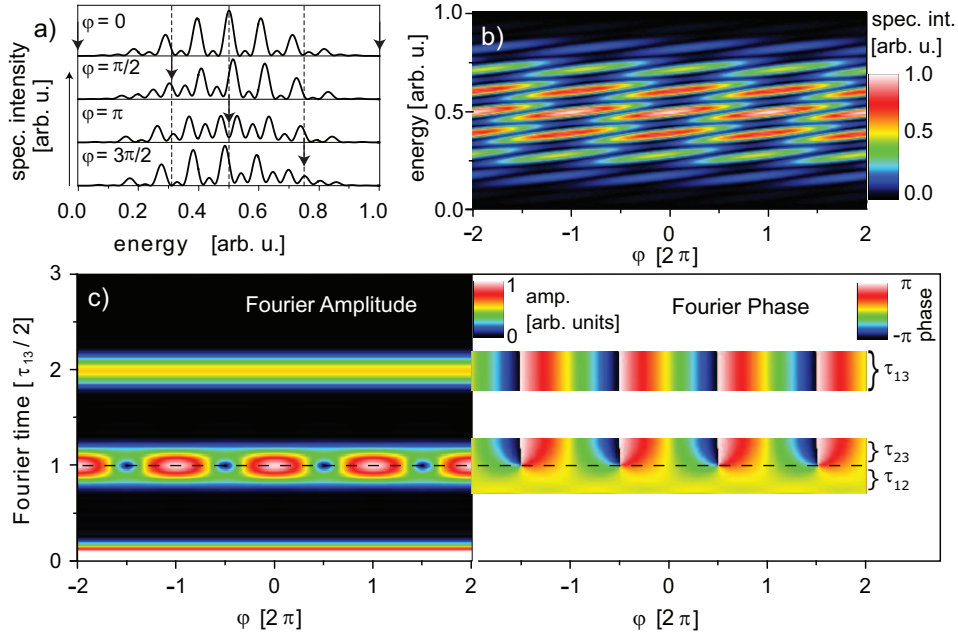 a)
φ = 0
φ = π/2
φ = π
φ = 3π/2
spec. intensity
[arb. u.]
0.0 0.2 0.4 0.6 0.8 1.0
energy [arb. u.]
b)
energy [arb. u.]
1.0
0.5
0.0
−2 −1 0 1 2
φ [2π]
spec. int.
[arb. u.]
1.0
0.5
0.0
c)
Fourier Amplitude
1
0
amp.
[arb. units]
Fourier Phase
π
-π
phase
Fourier time [τ13 / 2]
3
2
1
0
τ13
τ23
τ12
−2 −1 0 1 2
φ [2π]
−1 0 1 2
φ [2π]